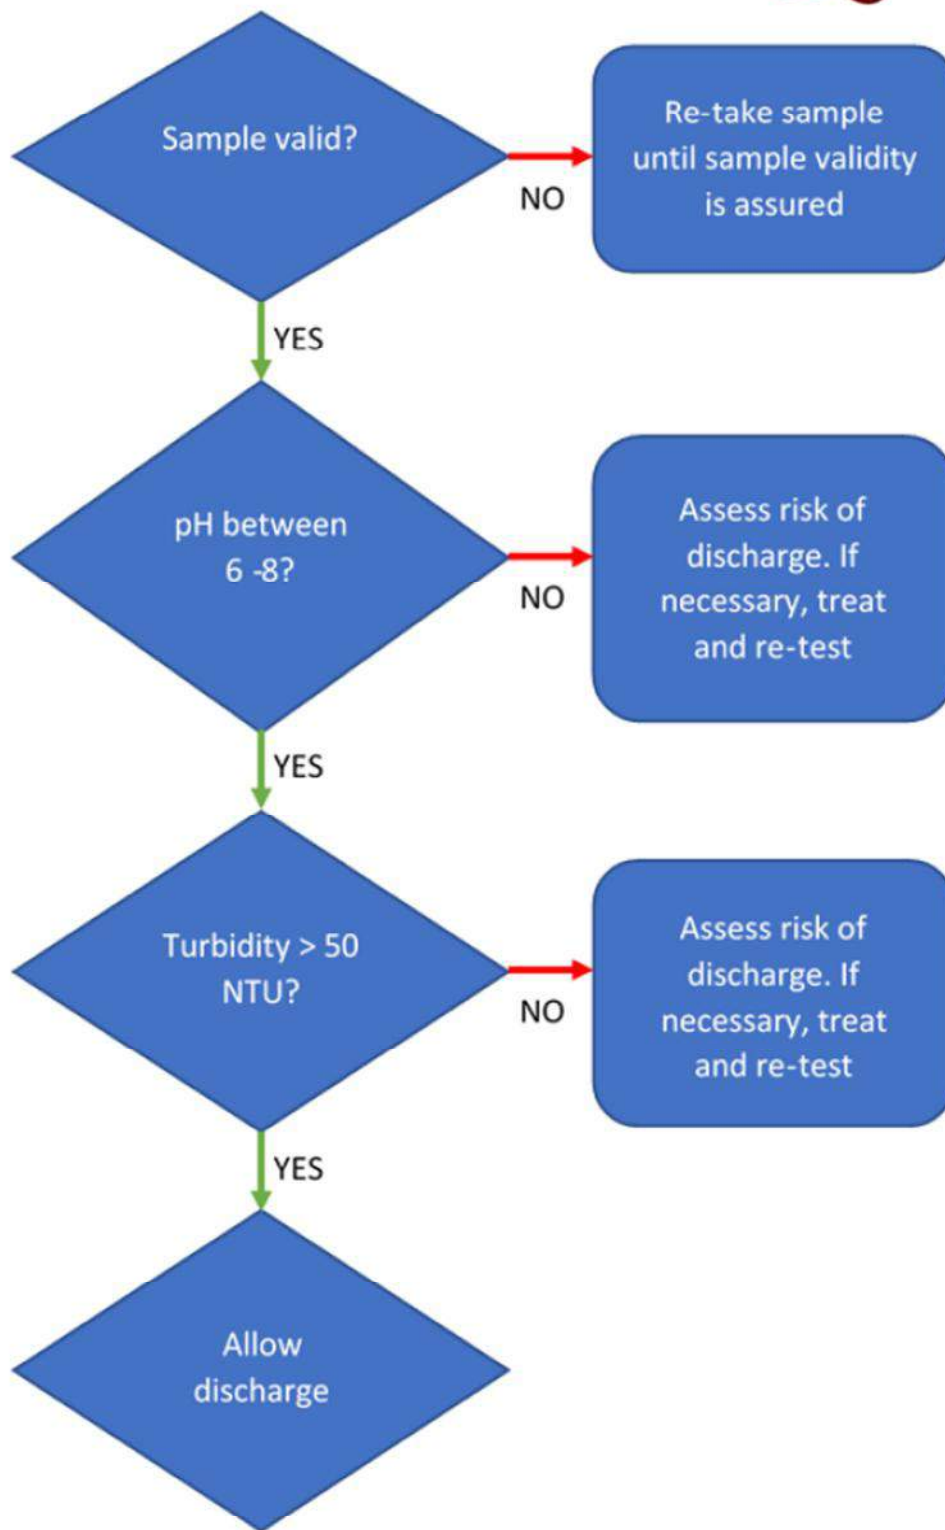 Sample valid?
NO
Re-take sample
until sample validity
is assured
YES
pH between
6 -8?
NO
Assess risk of
discharge. If
necessary, treat
and re-test
YES
Turbidity > 50
NTU?
NO
Assess risk of
discharge. If
necessary, treat
and re-test
YES
Allow
discharge